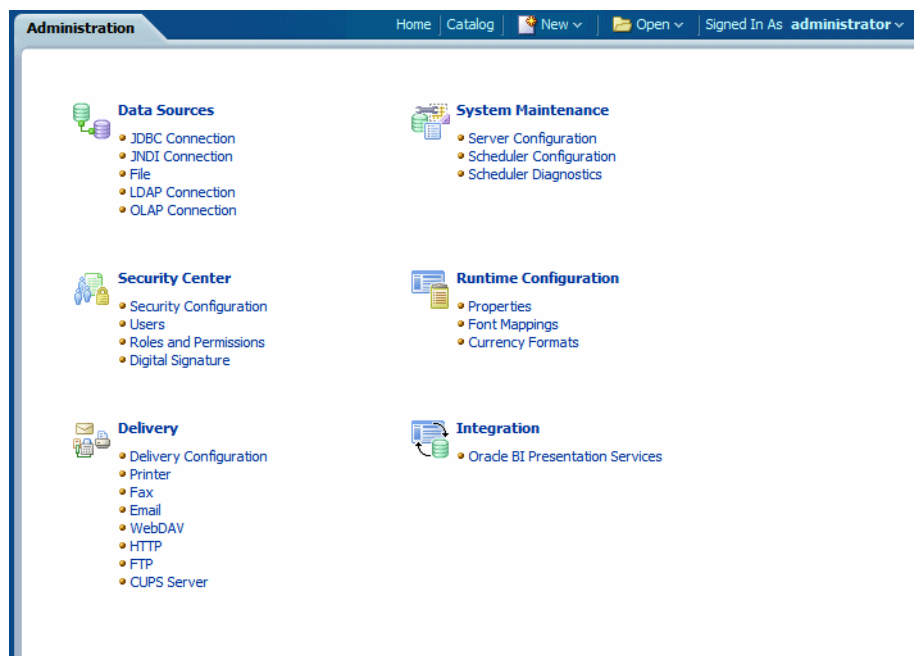 Administration
Home Catalog New Open Signed In As administrator
Data Sources
JDBC Connection
JNDI Connection
File
LDAP Connection
OLAP Connection
System Maintenance
Server Configuration
Scheduler Configuration
Scheduler Diagnostics
Security Center
Security Configuration
Users
Roles and Permissions
Digital Signature
Runtime Configuration
Properties
Font Mappings
Currency Formats
Delivery
Delivery Configuration
Printer
Fax
Email
WebDAV
HTTP
FTP
CUPS Server
Integration
Oracle BI Presentation Services